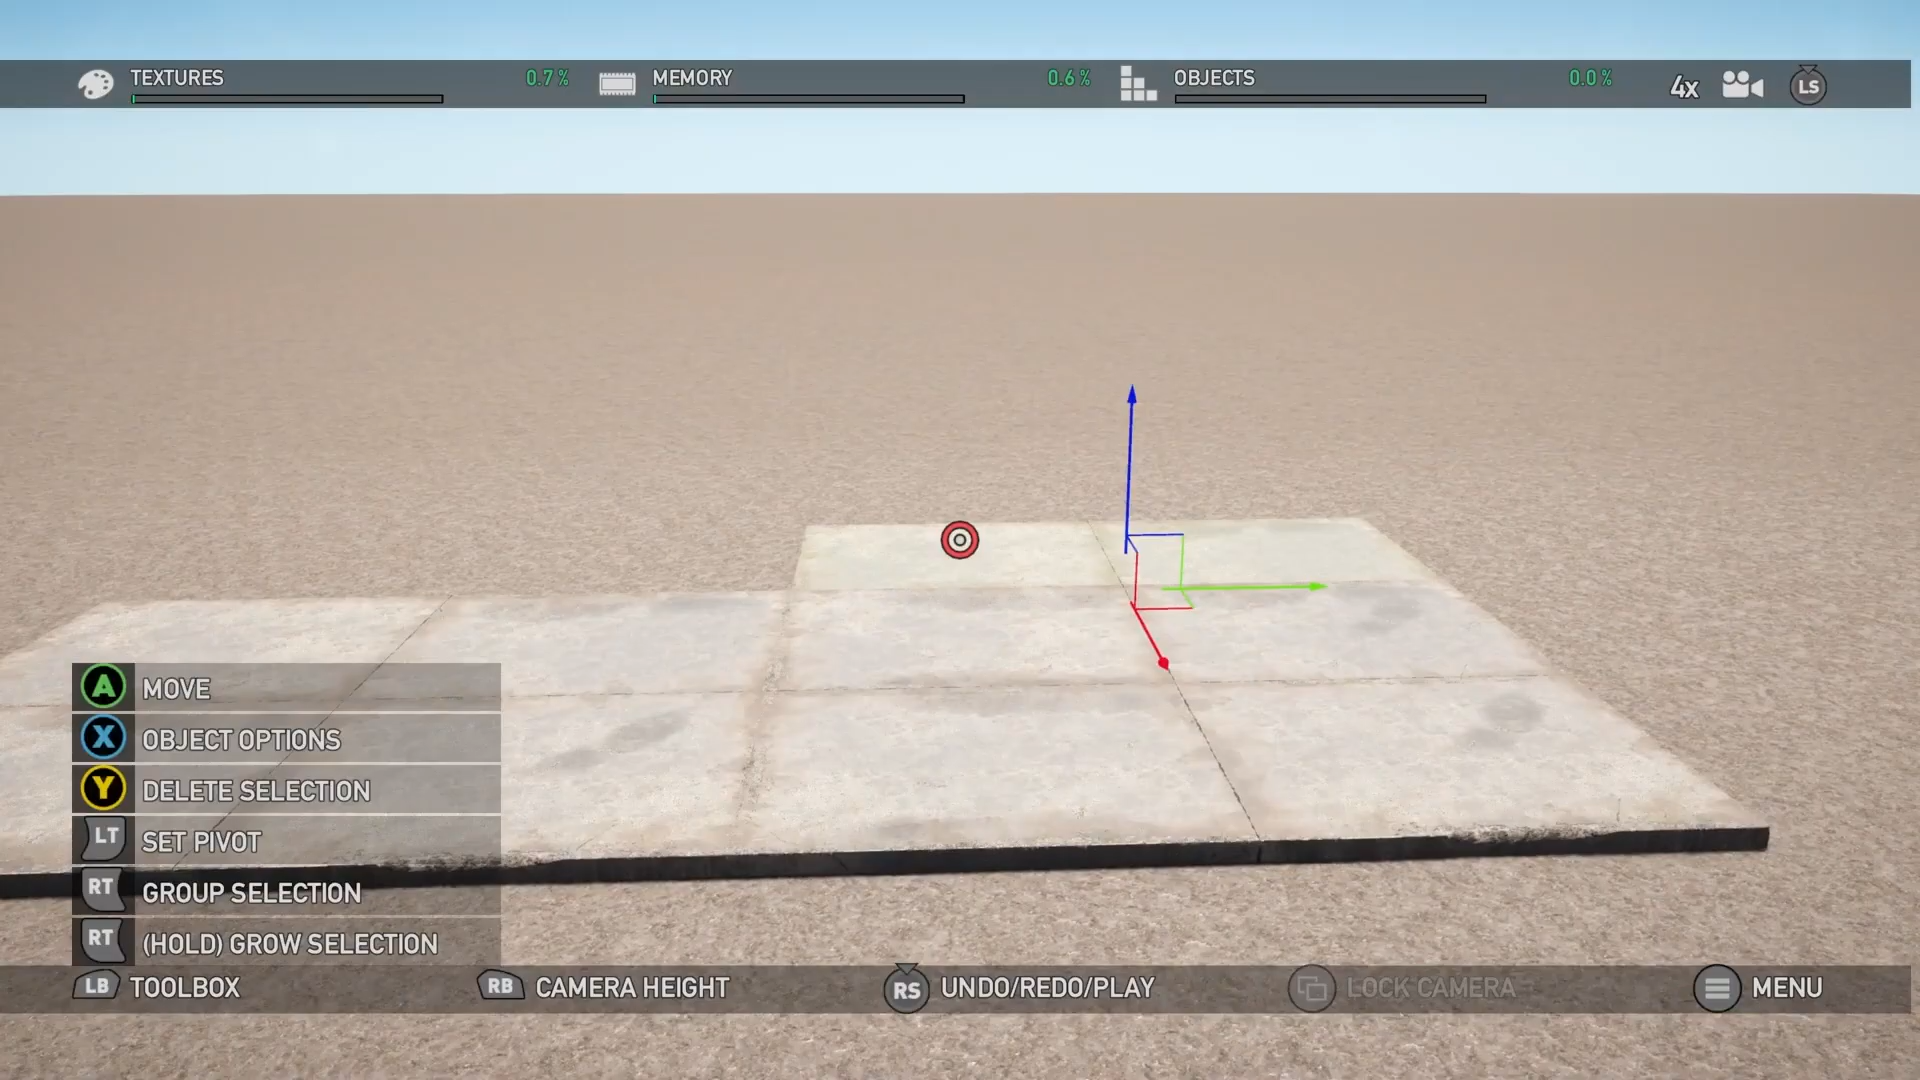 TEXTURES 0.7% MEMORY 0.6% OBJECTS 0.0% 4x LS
A MOVE
X OBJECT OPTIONS
Y DELETE SELECTION
LT SET PIVOT
RT GROUP SELECTION
RT (HOLD) GROW SELECTION
LB TOOLBOX RB CAMERA HEIGHT RS UNDO/REDO/PLAY LOCK CAMERA MENU